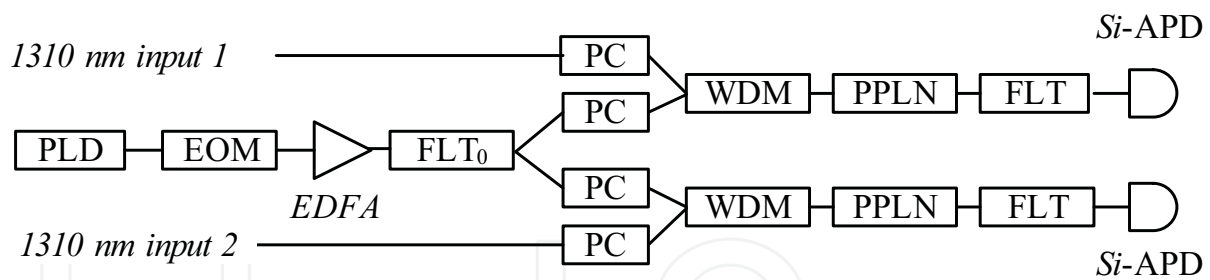 Si-APD
1310 nm input 1
PC
WDM PPLN FLT
PC
PLD EOM FLT₀
EDFA
PC
WDM PPLN FLT
1310 nm input 2
PC
Si-APD